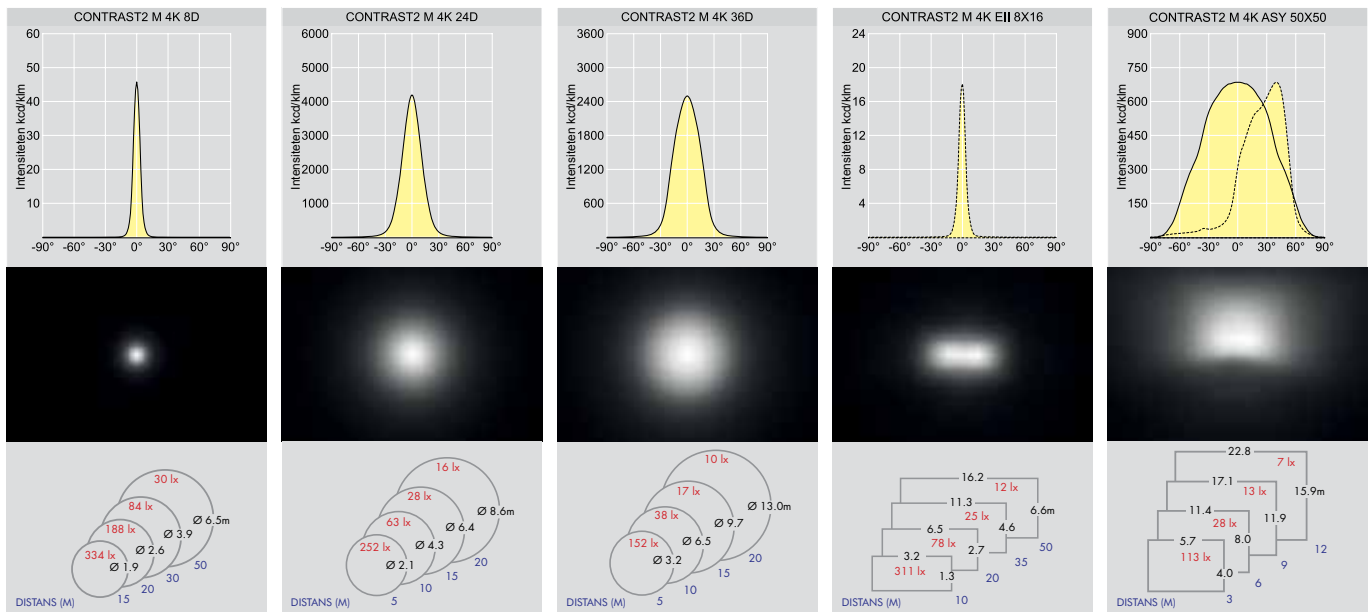 CONTRAST2 M 4K 8D
60
50
40
30
20
10
Intensiteten kcd/klm
-90° -60° -30° 0° 30° 60° 90°
30 lx
84 lx
188 lx
334 lx
Ø 6.5m
Ø 3.9
Ø 2.6
Ø 1.9
50
30
20
15
DISTANS (M)
CONTRAST2 M 4K 24D
6000
5000
4000
3000
2000
1000
-90° -60° -30° 0° 30° 60° 90°
16 lx
28 lx
63 lx
252 lx
Ø 8.6m
Ø 6.4
Ø 4.3
Ø 2.1
20
15
10
5
DISTANS (M)
CONTRAST2 M 4K 36D
3600
3000
2400
1800
1200
600
-90° -60° -30° 0° 30° 60° 90°
10 lx
17 lx
38 lx
152 lx
Ø 13.0m
Ø 9.7
Ø 6.5
Ø 3.2
20
15
10
5
DISTANS (M)
CONTRAST2 M 4K Ell 8X16
24
20
16
12
8
4
Intensiteten kcd/klm
-90° -60° -30° 0° 30° 60° 90°
16.2
12 lx
11.3
25 lx
6.6m
6.5
4.6
78 lx
3.2
2.7
50
311 lx
35
1.3
20
DISTANS (M)
10
CONTRAST2 M 4K ASY 50X50
900
750
600
450
300
150
Intensiteten kcd/klm
-90° -60° -30° 0° 30° 60° 90°
22.8
7 lx
17.1
13 lx
15.9m
11.4
11.9
28 lx
5.7
8.0
12
113 lx
9
4.0
6
DISTANS (M)
3